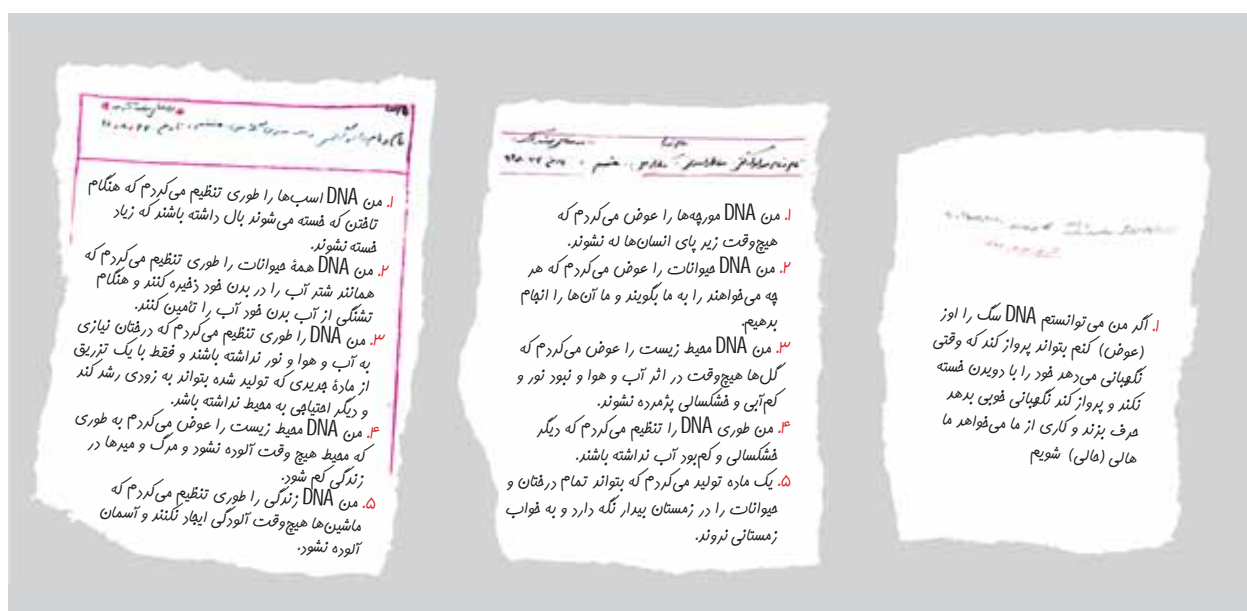 ۱. اگر من می‌توانستم DNA سگ را اوز
(عوض) کنم بتواند پرواز کند که وقتی
نگهبانی می‌دهد خود را با دویدن خسته
نکند و پرواز کند نگهبانی خوبی بدهد
حرف بزند و کاری از ما می‌خواهد ما
هالی (حالی) شویم
۱. من DNA مورچه‌ها را عوض می‌کردم که
هیچ‌وقت زیر پای انسان‌ها له نشوند.
۲. من DNA حیوانات را عوض می‌کردم که هر
چه می‌خواهند را به ما بگویند و ما آن‌ها را انجام
بدهیم.
۳. من DNA محیط زیست را عوض می‌کردم که
گل‌ها هیچ‌وقت در اثر آب و هوا و نبود نور و
کم‌آبی و خشکسالی پژمرده نشوند.
۴. من طوری DNA را تنظیم می‌کردم که دیگر
خشکسالی و کم‌بود آب نداشته باشند.
۵. یک ماده تولید می‌کردم که بتواند تمام درختان و
حیوانات را در زمستان بیدار نگه دارد و به خواب
زمستانی نروند.
۱. من DNA اسب‌ها را طوری تنظیم می‌کردم که هنگام
تاختن که خسته می‌شوند بال داشته باشند که زیاد
خسته نشوند.
۲. من DNA همهٔ حیوانات را طوری تنظیم می‌کردم که
همانند شتر آب را در بدن خود ذخیره کنند و هنگام
تشنگی از آب بدن خود آب را تامین کنند.
۳. من DNA را طوری تنظیم می‌کردم که درختان نیازی
به آب و هوا و نور نداشته باشند و فقط با یک تزریق
از مادهٔ جدیدی که تولید شده بتواند به زودی رشد کند
و دیگر احتیاجی به محیط نداشته باشد.
۴. من DNA محیط زیست را عوض می‌کردم به طوری
که محیط هیچ وقت آلوده نشود و مرگ و میرها در
زندگی کم شود.
۵. من DNA زندگی را طوری تنظیم می‌کردم که
ماشین‌ها هیچ‌وقت آلودگی ایجاد نکنند و آسمان
آلوده نشود.